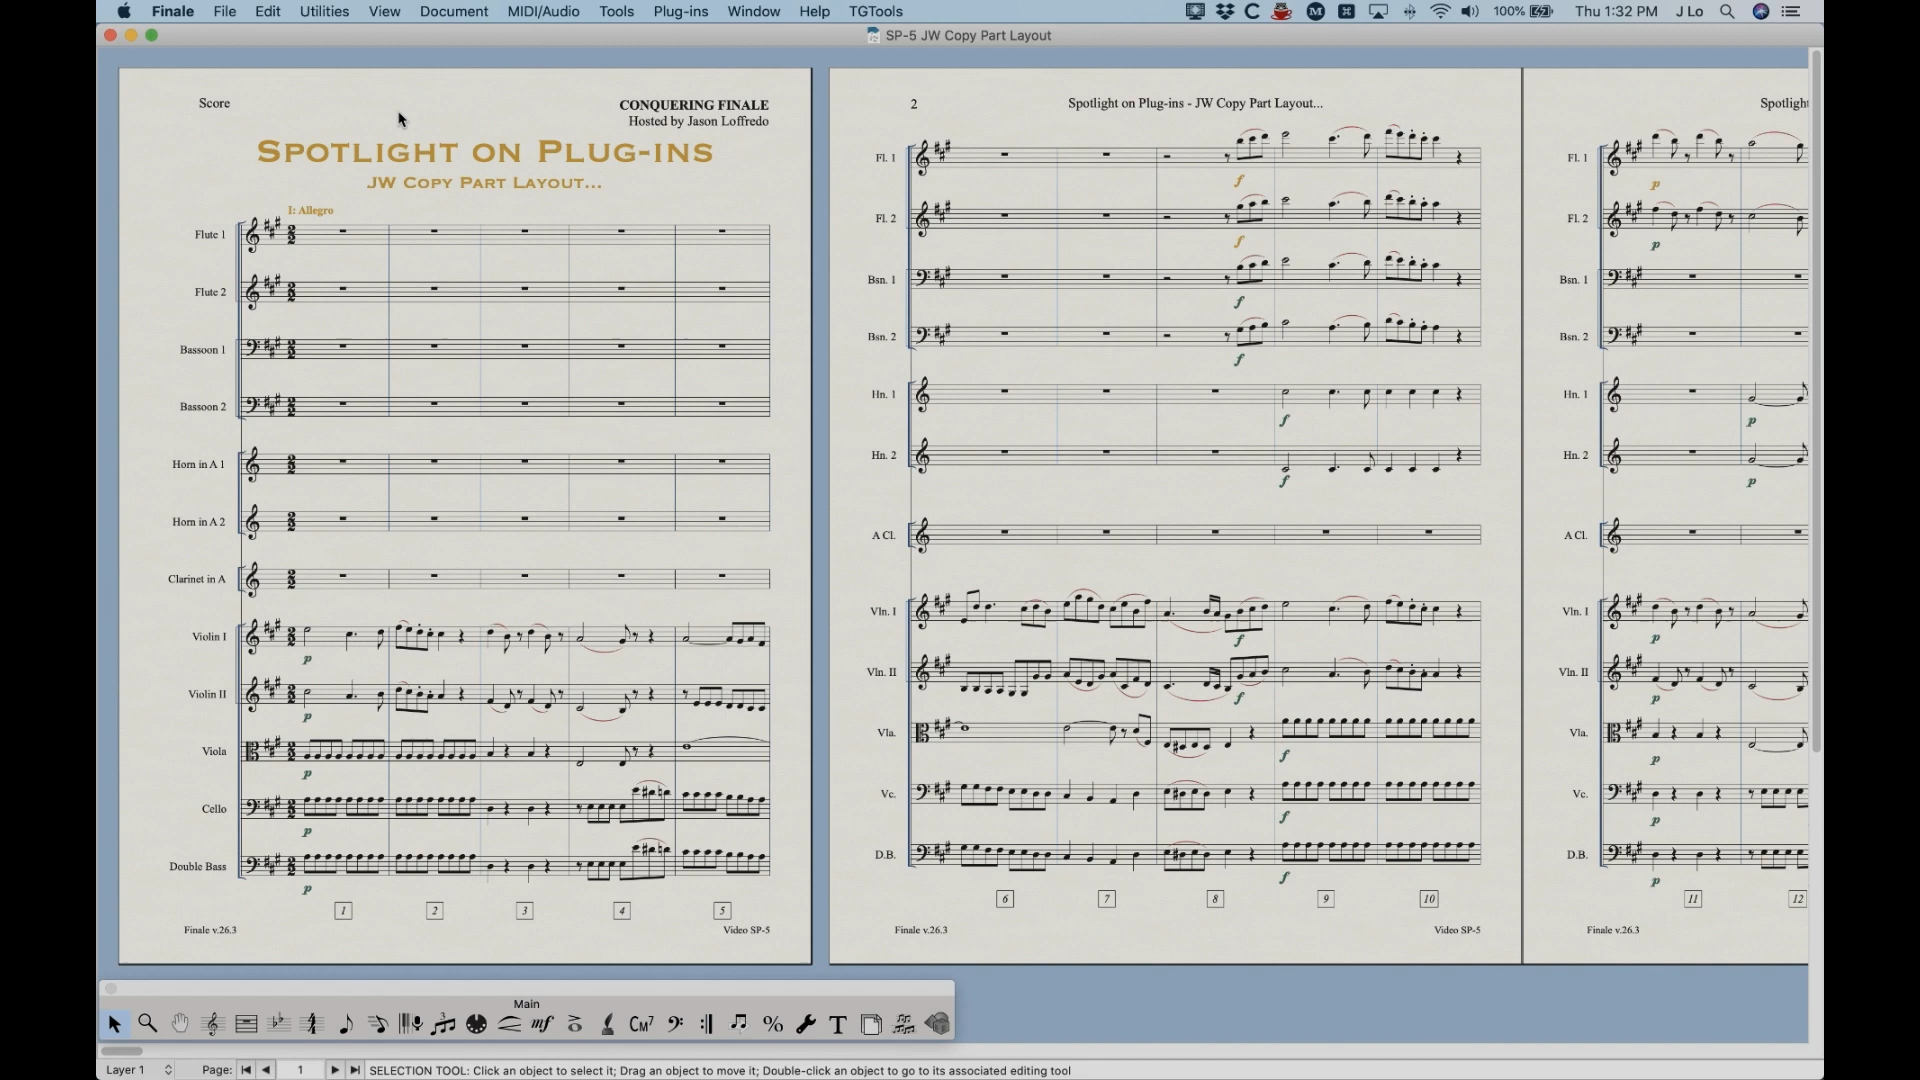 Finale File Edit Utilities View Document MIDI/Audio Tools Plug-ins Window Help TGTools 100% Thu 1:32 PM J Lo
SP-5 JW Copy Part Layout
Score
CONQUERING FINALE
Hosted by Jason Loffredo
SPOTLIGHT ON PLUG-INS
JW COPY PART LAYOUT...
I: Allegro
Flute 1
Flute 2
Bassoon 1
Bassoon 2
Horn in A 1
Horn in A 2
Clarinet in A
Violin I
p
Violin II
p
Viola
p
Cello
p
Double Bass
p
1 2 3 4 5
Finale v.26.3 Video SP-5
2 Spotlight on Plug-ins - JW Copy Part Layout...
Fl. 1
f
Fl. 2
f
Bsn. 1
f
Bsn. 2
f
Hn. 1
f
Hn. 2
f
A Cl.
Vln. I
f
Vln. II
f
Vla.
f
Vc.
f
D.B.
f
6 7 8 9 10
Finale v.26.3 Video SP-5
Spotlight
Fl. 1
p
Fl. 2
p
Bsn. 1
Bsn. 2
Hn. 1
p
Hn. 2
p
A Cl.
Vln. I
p
Vln. II
p
Vla.
p
Vc.
p
D.B.
p
11 12
Finale v.26.3
Main
mf CM7 % T
Layer 1 Page: 1 SELECTION TOOL: Click an object to select it; Drag an object to move it; Double-click an object to go to its associated editing tool